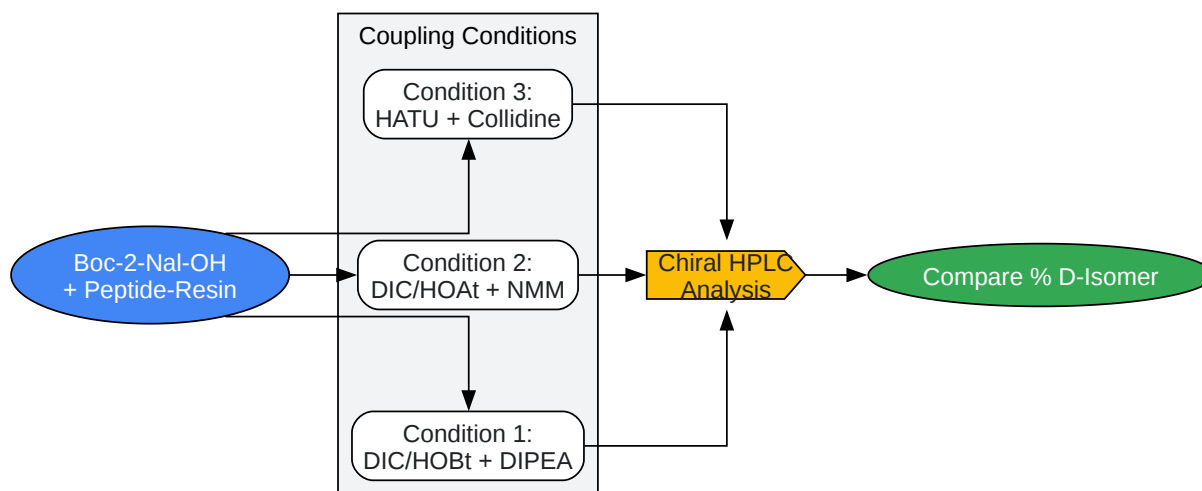 Coupling Conditions
Condition 3:
HATU + Collidine
Boc-2-Nal-OH
+ Peptide-Resin
Condition 2:
DIC/HOAt + NMM
Chiral HPLC
Analysis
Compare % D-Isomer
Condition 1:
DIC/HOBt + DIPEA